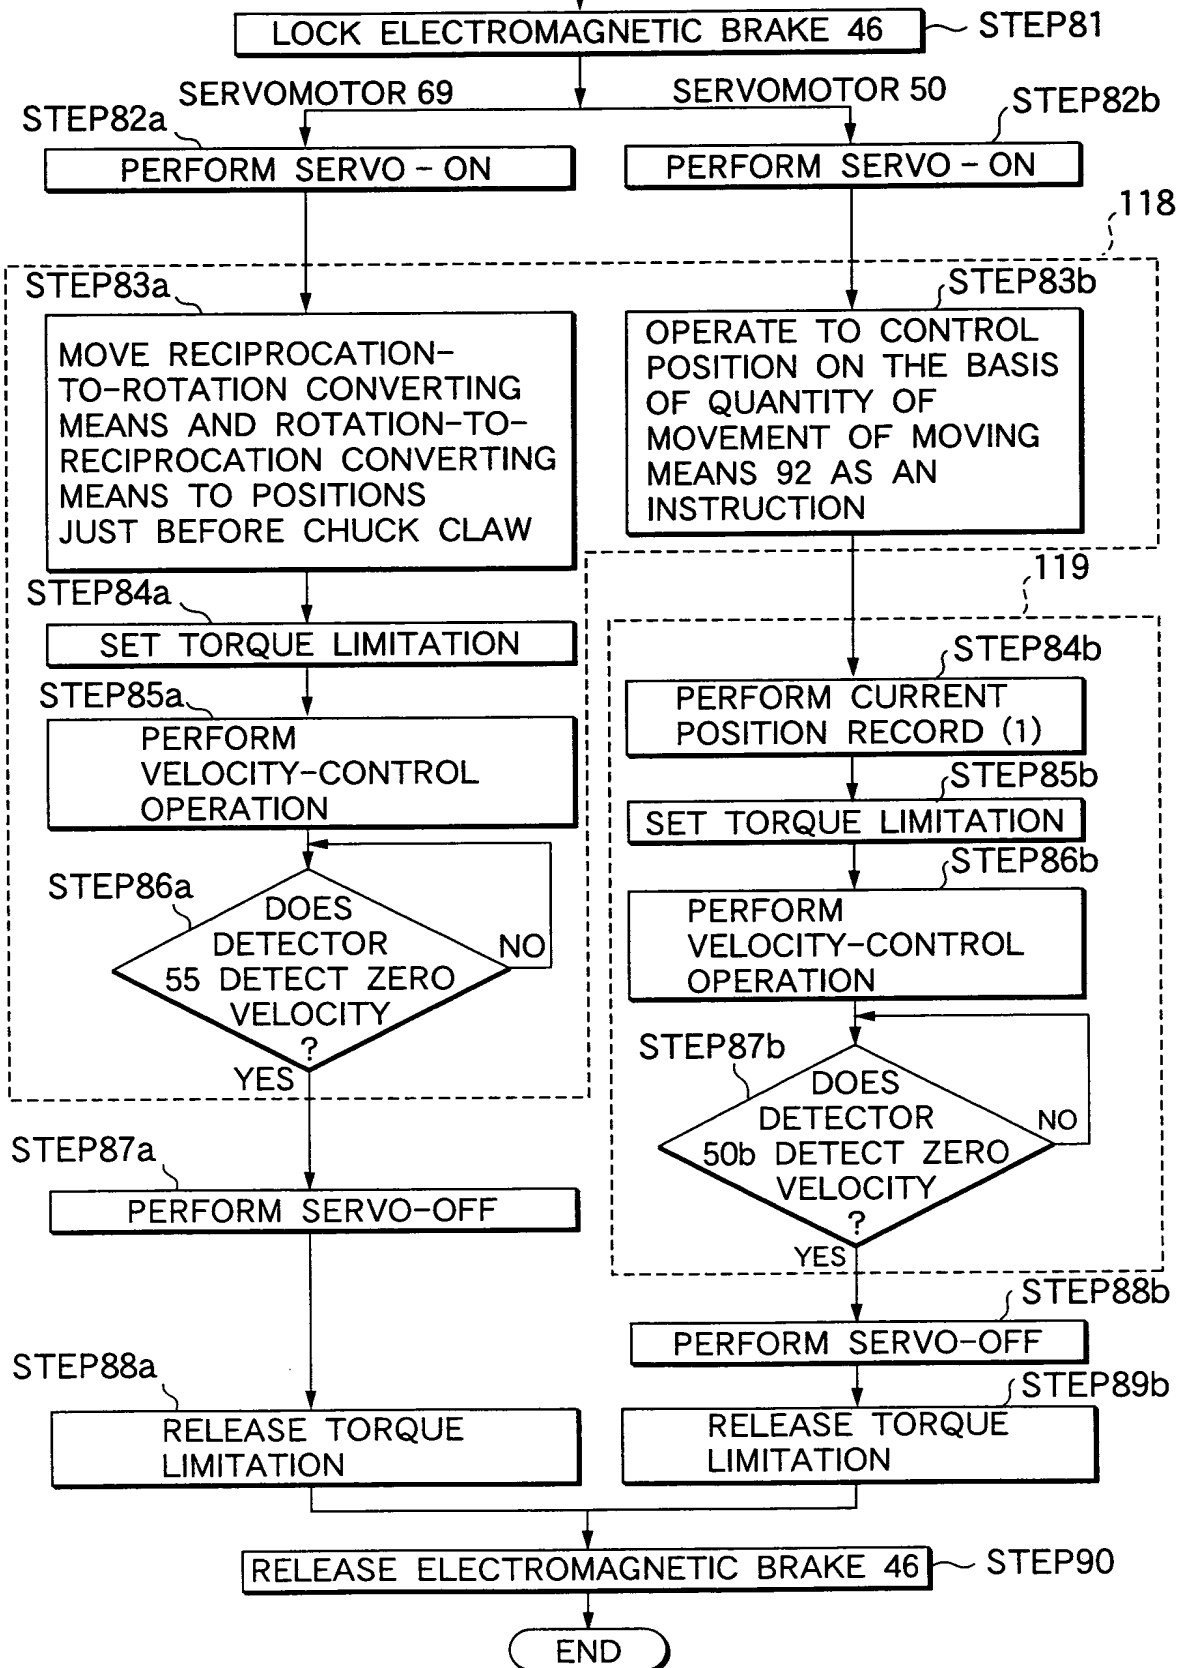 LOCK ELECTROMAGNETIC BRAKE 46
STEP81
SERVOMOTOR 69
SERVOMOTOR 50
STEP82a
STEP82b
PERFORM SERVO-ON
PERFORM SERVO-ON
118
STEP83a
STEP83b
MOVE RECIPROCATION-
TO-ROTATION CONVERTING
MEANS AND ROTATION-TO-
RECIPROCATION CONVERTING
MEANS TO POSITIONS
JUST BEFORE CHUCK CLAW
OPERATE TO CONTROL
POSITION ON THE BASIS
OF QUANTITY OF
MOVEMENT OF MOVING
MEANS 92 AS AN
INSTRUCTION
119
STEP84a
SET TORQUE LIMITATION
STEP84b
PERFORM CURRENT
POSITION RECORD (1)
STEP85a
PERFORM
VELOCITY-CONTROL
OPERATION
STEP85b
SET TORQUE LIMITATION
STEP86a
DOES
DETECTOR
55 DETECT ZERO
VELOCITY
?
NO
YES
STEP86b
PERFORM
VELOCITY-CONTROL
OPERATION
STEP87b
DOES
DETECTOR
50b DETECT ZERO
VELOCITY
?
NO
YES
STEP87a
PERFORM SERVO-OFF
STEP88b
PERFORM SERVO-OFF
STEP88a
RELEASE TORQUE
LIMITATION
STEP89b
RELEASE TORQUE
LIMITATION
RELEASE ELECTROMAGNETIC BRAKE 46
STEP90
END